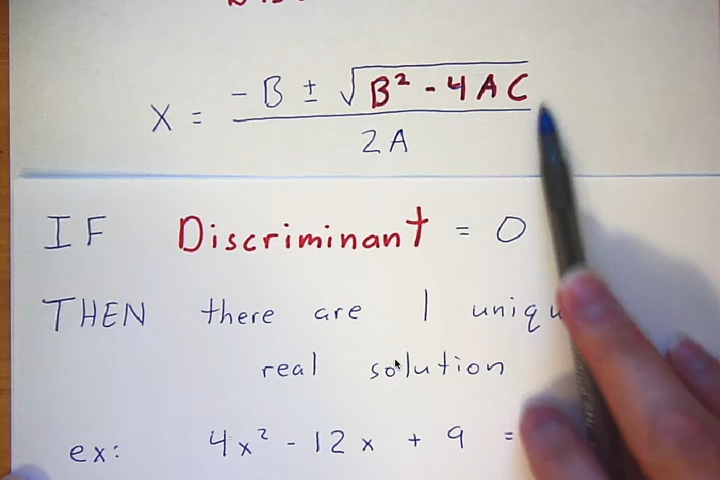 X = -B ± √B² - 4AC
2A
IF Discriminant = 0
THEN there are 1
real solution
ex: 4x² - 12x + 9 =